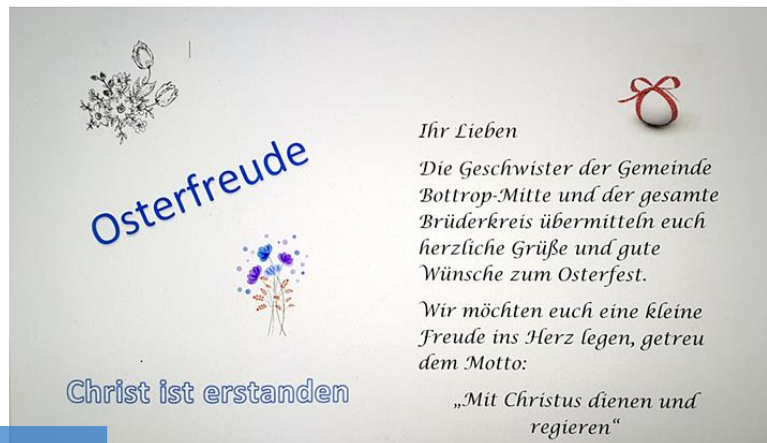 Osterfreude
Christ ist erstanden
Ihr Lieben
Die Geschwister der Gemeinde
Bottrop-Mitte und der gesamte
Brüderkreis übermitteln euch
herzliche Grüße und gute
Wünsche zum Osterfest.
Wir möchten euch eine kleine
Freude ins Herz legen, getreu
dem Motto:
„Mit Christus dienen und
regieren“